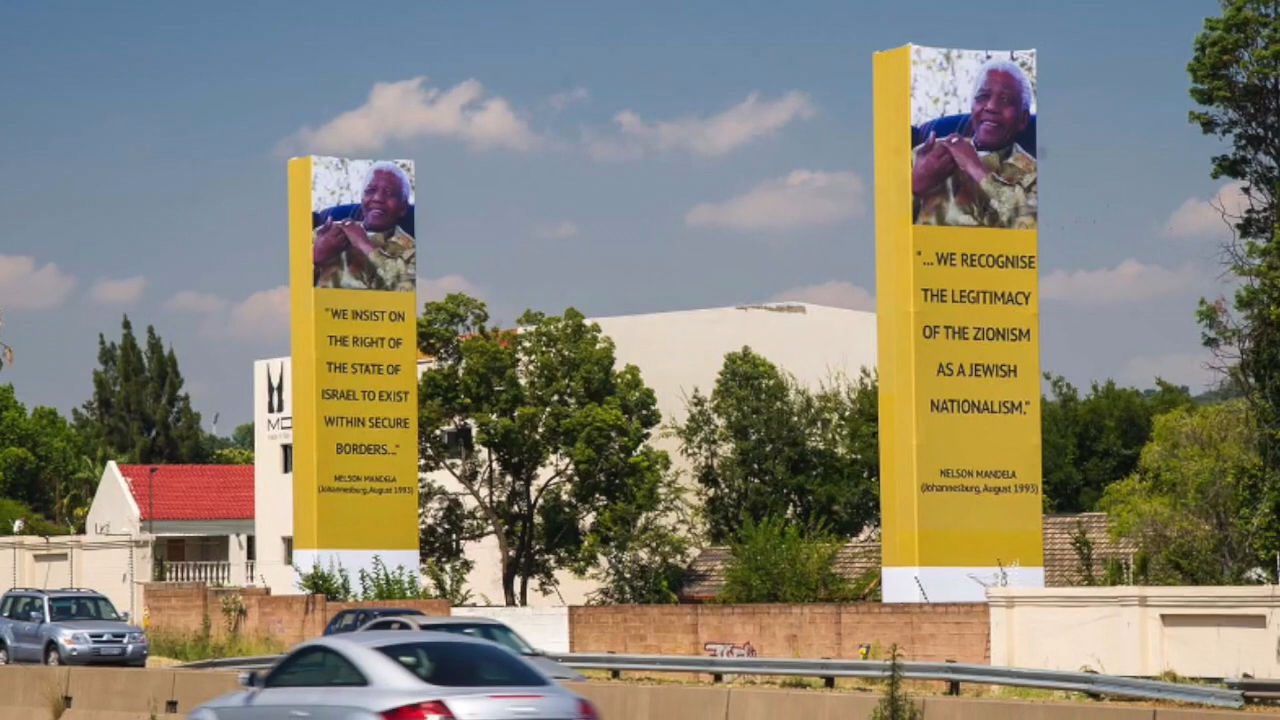 "WE INSIST ON
THE RIGHT OF
THE STATE OF
ISRAEL TO EXIST
WITHIN SECURE
BORDERS..."
NELSON MANDELA
(Johannesburg, August 1993)
"... WE RECOGNISE
THE LEGITIMACY
OF THE ZIONISM
AS A JEWISH
NATIONALISM."
NELSON MANDELA
(Johannesburg, August 1993)